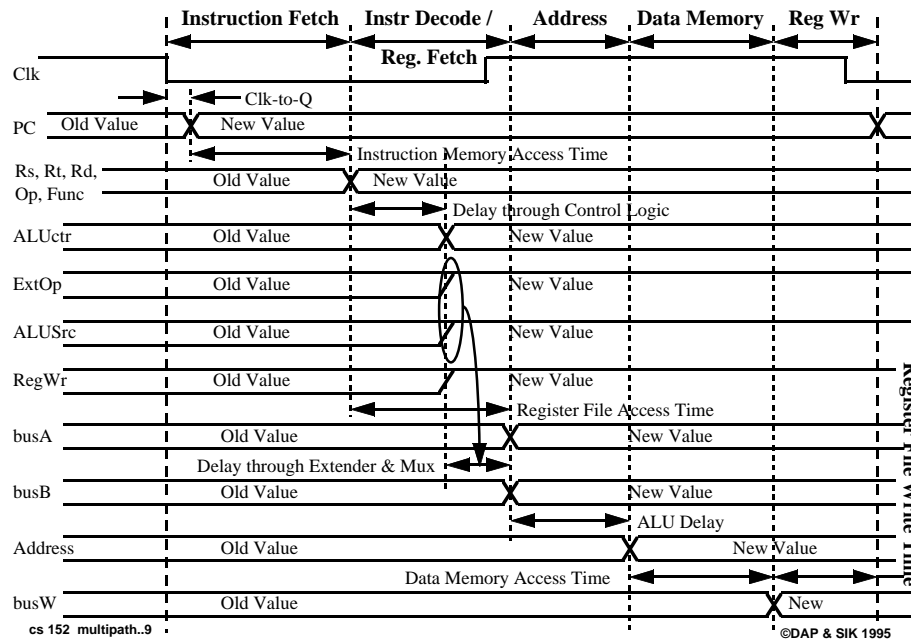 Instruction Fetch
Instr Decode /
Reg. Fetch
Address
Data Memory
Reg Wr
Clk
Clk-to-Q
PC
Old Value
New Value
Instruction Memory Access Time
Rs, Rt, Rd,
Op, Func
Old Value
New Value
Delay through Control Logic
ALUctr
Old Value
New Value
ExtOp
Old Value
New Value
ALUSrc
Old Value
New Value
RegWr
Old Value
New Value
Register File Access Time
busA
Old Value
New Value
Delay through Extender & Mux
busB
Old Value
New Value
ALU Delay
Address
Old Value
New Value
Data Memory Access Time
busW
Old Value
New
Register File Write Time
cs 152 multipath..9
©DAP & SIK 1995